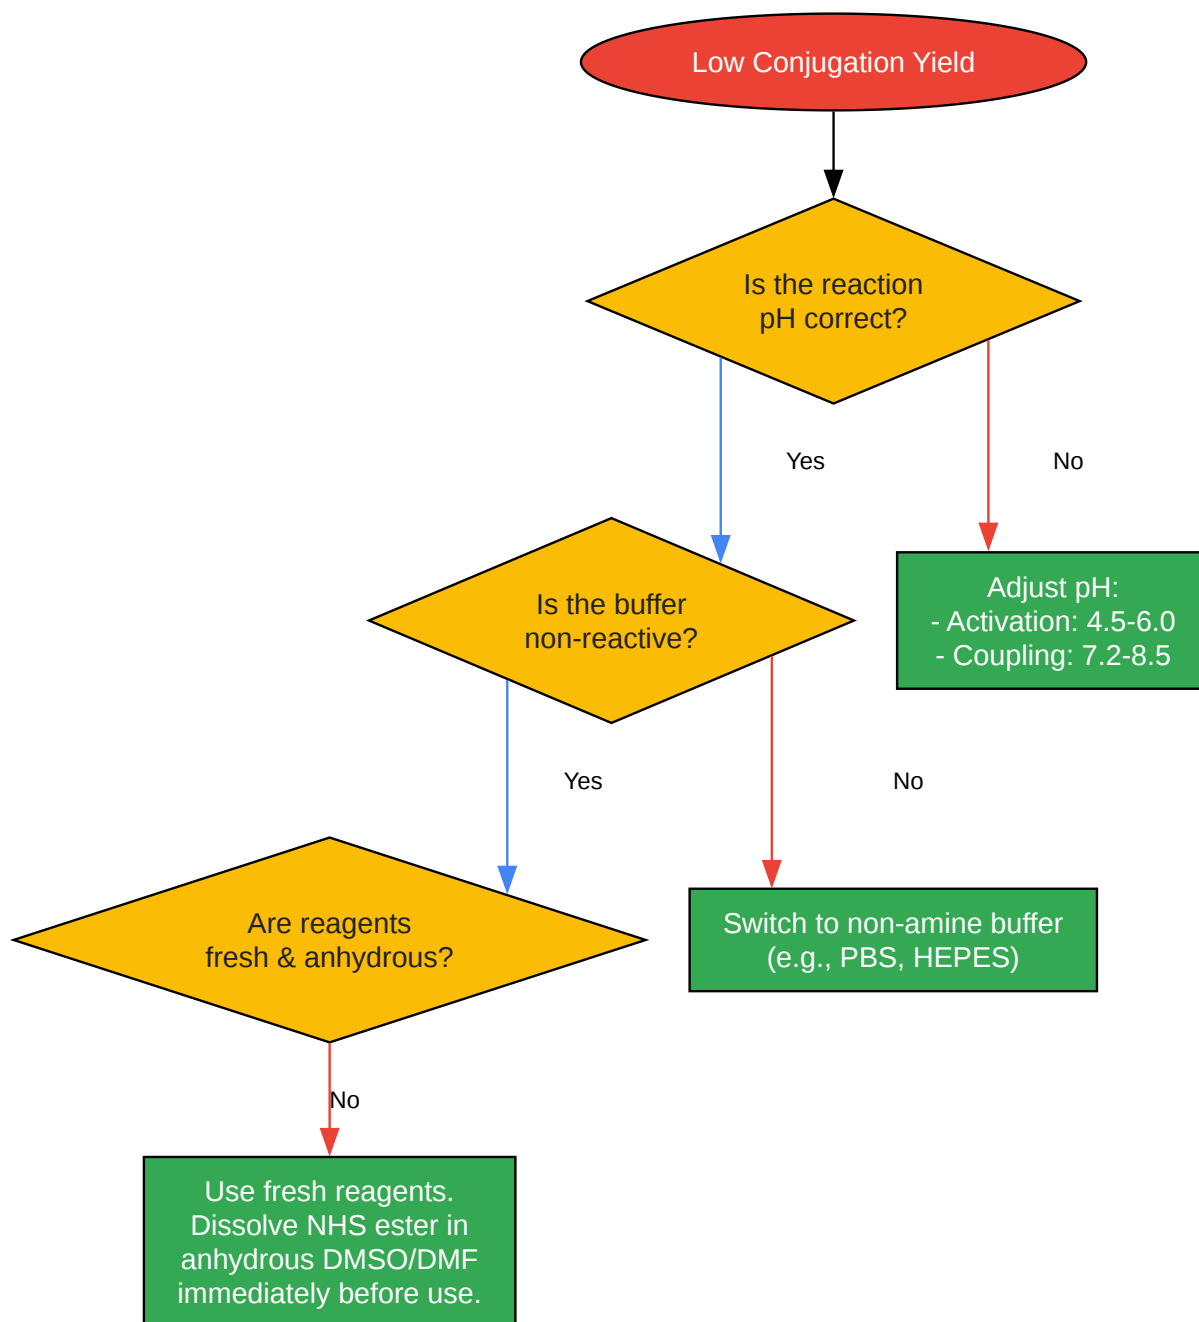 Low Conjugation Yield
Is the reaction
pH correct?
Yes
No
Adjust pH:
- Activation: 4.5-6.0
- Coupling: 7.2-8.5
Is the buffer
non-reactive?
Yes
No
Are reagents
fresh & anhydrous?
Switch to non-amine buffer
(e.g., PBS, HEPES)
No
Use fresh reagents.
Dissolve NHS ester in
anhydrous DMSO/DMF
immediately before use.